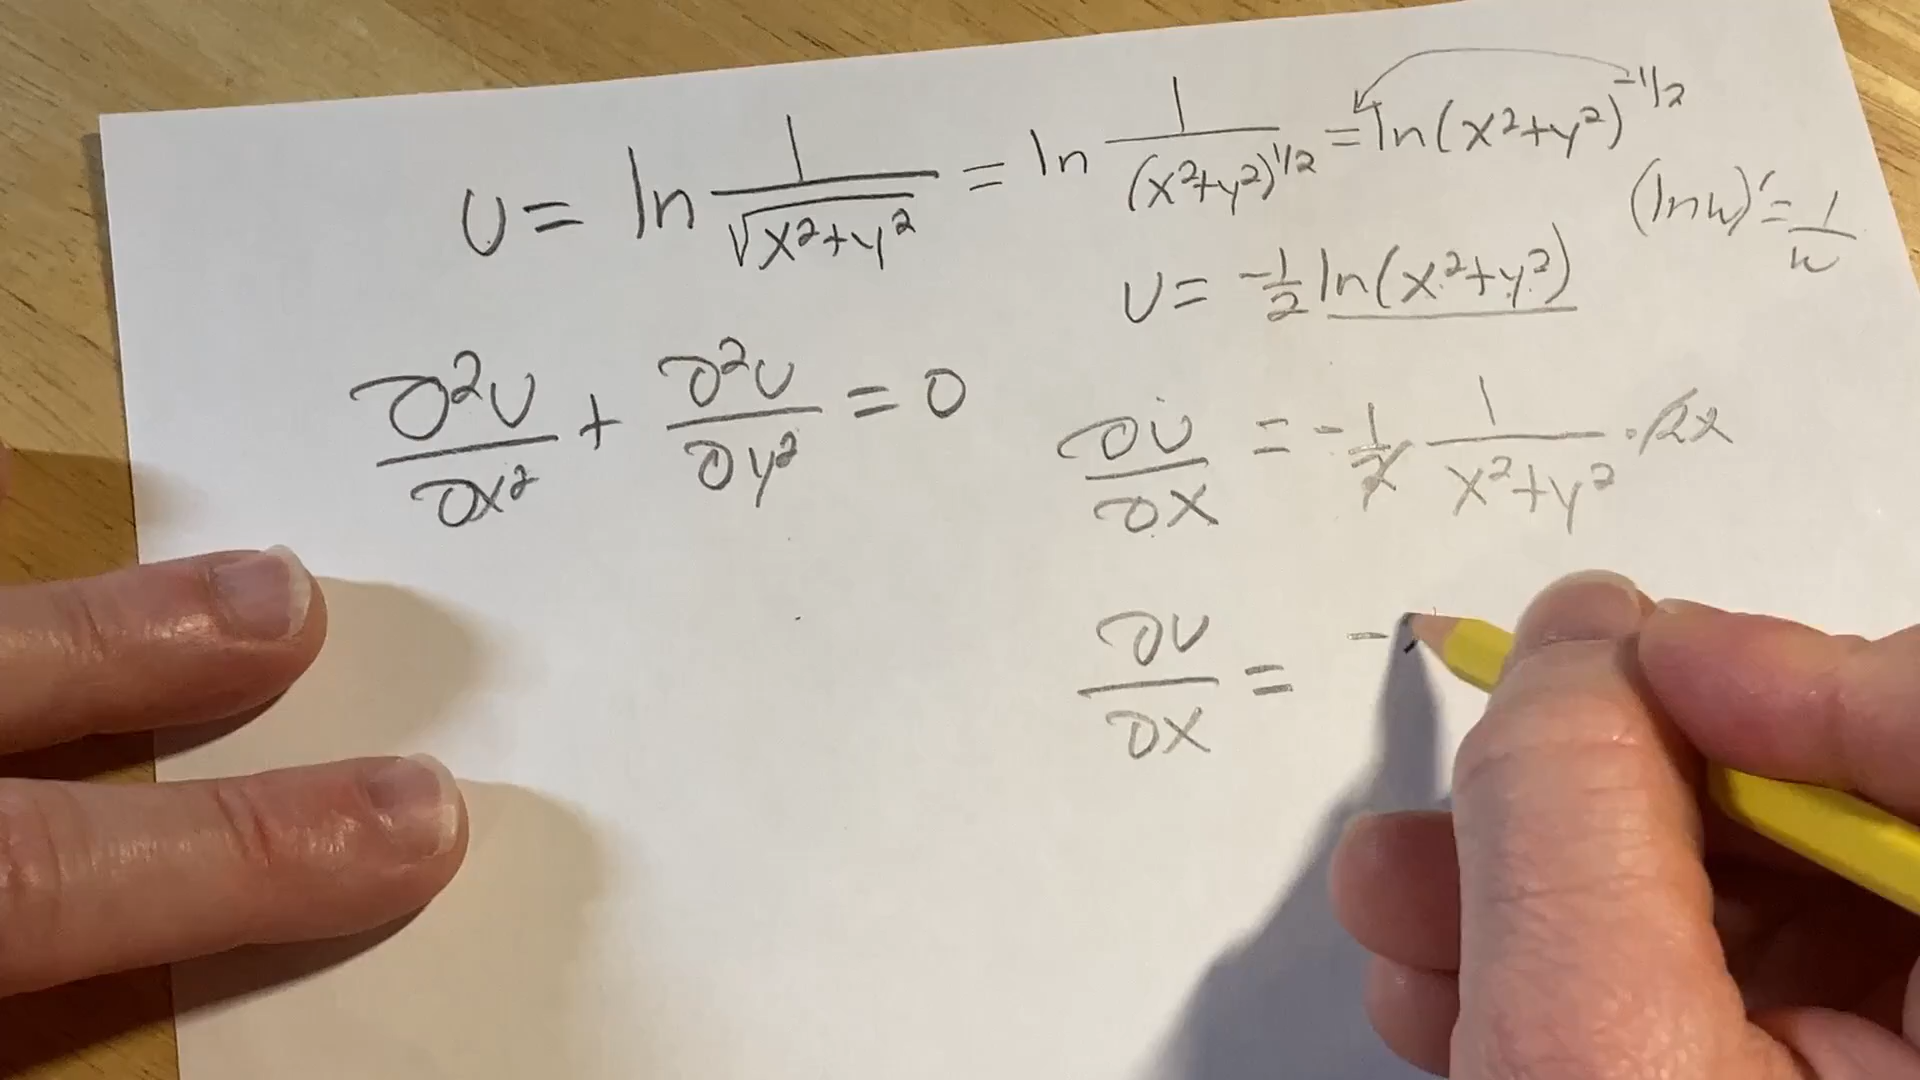 U = ln 1/√(x²+y²) = ln 1/(x²+y²)^1/2 = ln(x²+y²)^-1/2
(ln w)' = 1/w
U = -1/2 ln(x²+y²)
∂²U/∂x² + ∂²U/∂y² = 0
∂U/∂x = -1/2 1/(x²+y²) · 2x
∂U/∂x = -